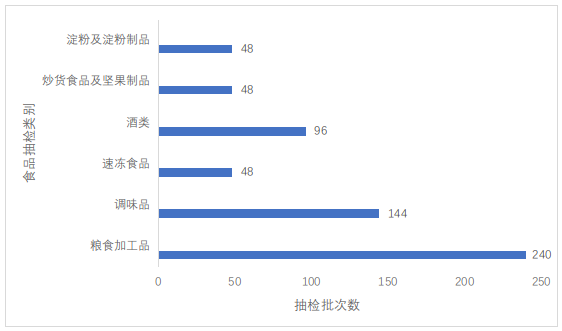 淀粉及淀粉制品
48
炒货食品及坚果制品
48
酒类
96
速冻食品
48
调味品
144
粮食加工品
240
食品抽检类别
0 50 100 150 200 250
抽检批次数